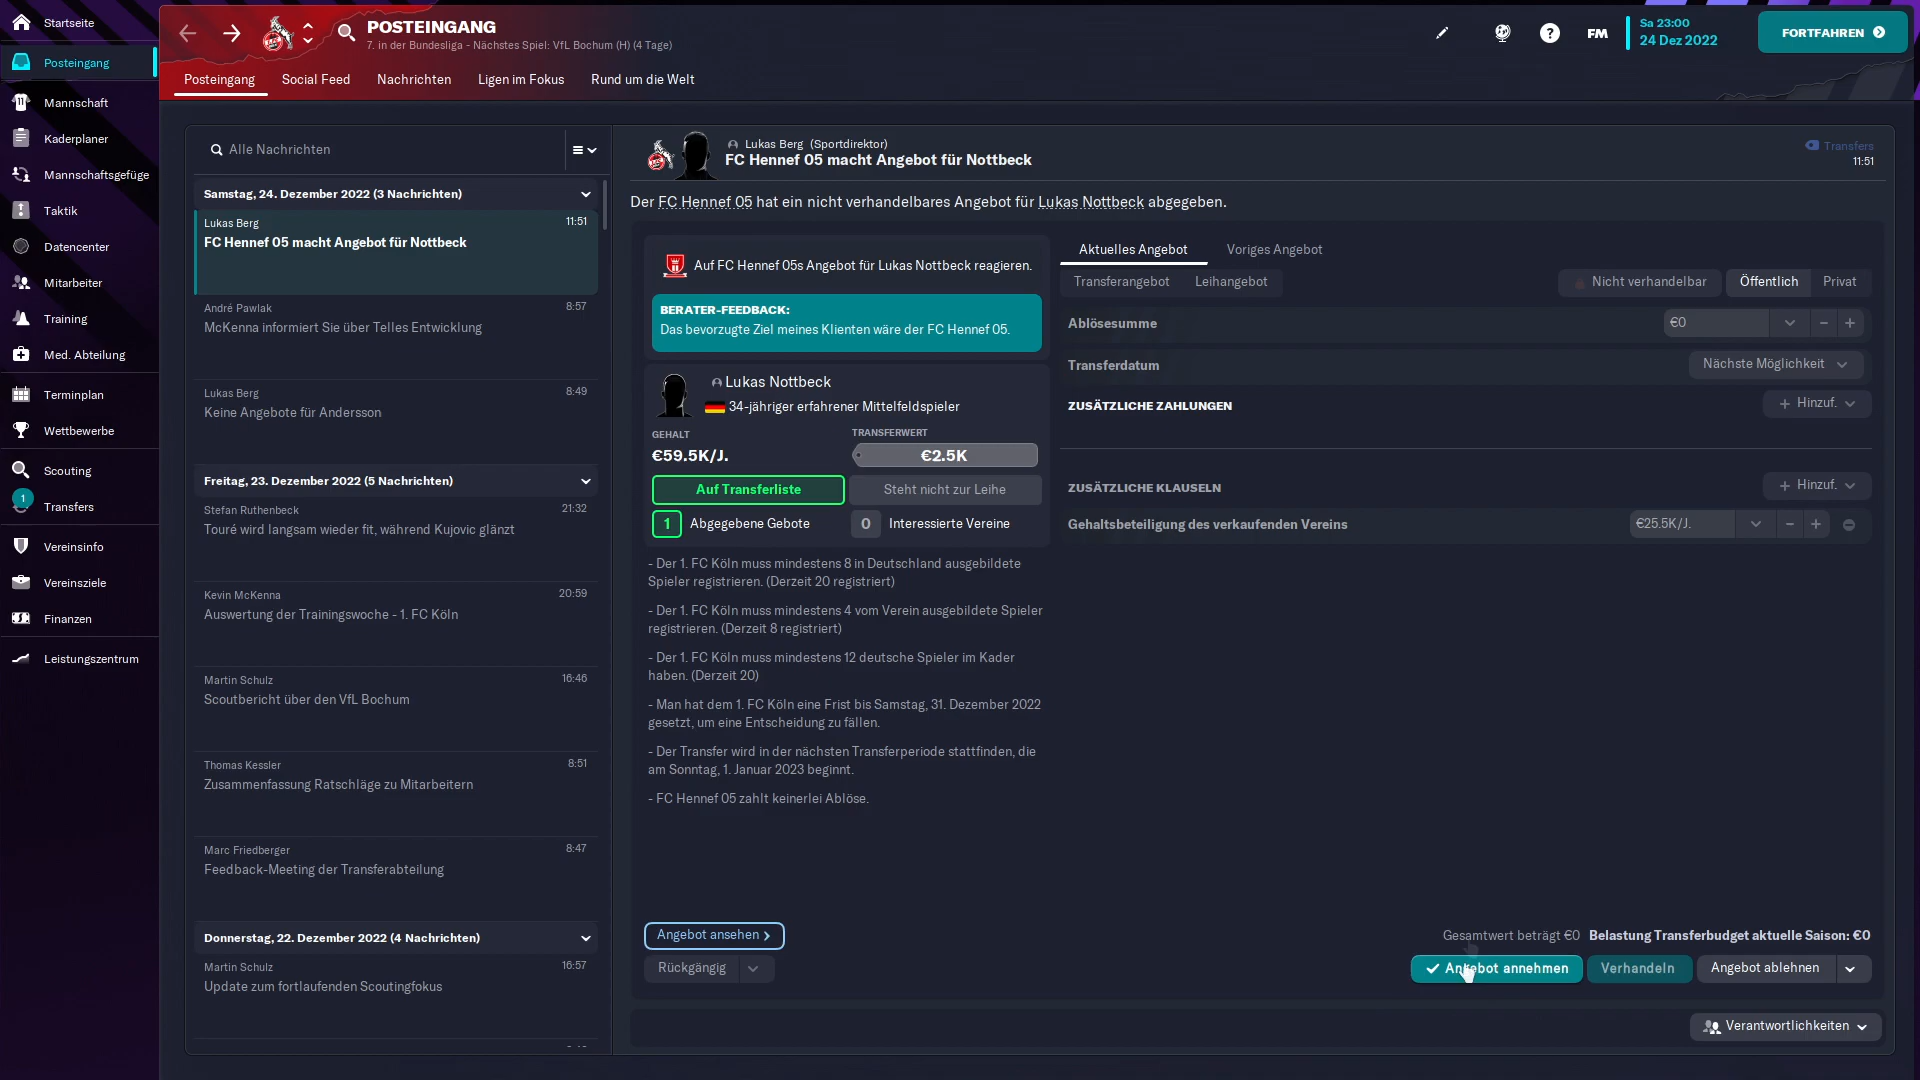 Startseite
Posteingang
Mannschaft
Kaderplaner
Mannschaftsgefüge
Taktik
Datencenter
Mitarbeiter
Training
Med. Abteilung
Terminplan
Wettbewerbe
Scouting
1
Transfers
Vereinsinfo
Vereinsziele
Finanzen
Leistungszentrum
POSTEINGANG
7. in der Bundesliga - Nächstes Spiel: VfL Bochum (H) (4 Tage)
FM
Sa 23:00
24 Dez 2022
FORTFAHREN
Posteingang Social Feed Nachrichten Ligen im Fokus Rund um die Welt
Alle Nachrichten
Samstag, 24. Dezember 2022 (3 Nachrichten)
Lukas Berg 11:51
FC Hennef 05 macht Angebot für Nottbeck
André Pawlak 8:57
McKenna informiert Sie über Telles Entwicklung
Lukas Berg 8:49
Keine Angebote für Andersson
Freitag, 23. Dezember 2022 (5 Nachrichten)
Stefan Ruthenbeck 21:32
Touré wird langsam wieder fit, während Kujovic glänzt
Kevin McKenna 20:59
Auswertung der Trainingswoche - 1. FC Köln
Martin Schulz 16:46
Scoutbericht über den VfL Bochum
Thomas Kessler 8:51
Zusammenfassung Ratschläge zu Mitarbeitern
Marc Friedberger 8:47
Feedback-Meeting der Transferabteilung
Donnerstag, 22. Dezember 2022 (4 Nachrichten)
Martin Schulz 16:57
Update zum fortlaufenden Scoutingfokus
Lukas Berg (Sportdirektor)
FC Hennef 05 macht Angebot für Nottbeck
Transfers
11:51
Der FC Hennef 05 hat ein nicht verhandelbares Angebot für Lukas Nottbeck abgegeben.
Auf FC Hennef 05s Angebot für Lukas Nottbeck reagieren.
BERATER-FEEDBACK:
Das bevorzugte Ziel meines Klienten wäre der FC Hennef 05.
Lukas Nottbeck
34-jähriger erfahrener Mittelfeldspieler
GEHALT TRANSFERWERT
€59.5K/J. €2.5K
Auf Transferliste Steht nicht zur Leihe
1 Abgegebene Gebote 0 Interessierte Vereine
- Der 1. FC Köln muss mindestens 8 in Deutschland ausgebildete
Spieler registrieren. (Derzeit 20 registriert)
- Der 1. FC Köln muss mindestens 4 vom Verein ausgebildete Spieler
registrieren. (Derzeit 8 registriert)
- Der 1. FC Köln muss mindestens 12 deutsche Spieler im Kader
haben. (Derzeit 20)
- Man hat dem 1. FC Köln eine Frist bis Samstag, 31. Dezember 2022
gesetzt, um eine Entscheidung zu fällen.
- Der Transfer wird in der nächsten Transferperiode stattfinden, die
am Sonntag, 1. Januar 2023 beginnt.
- FC Hennef 05 zahlt keinerlei Ablöse.
Angebot ansehen
Rückgängig
Aktuelles Angebot Voriges Angebot
Transferangebot Leihangebot Nicht verhandelbar Öffentlich Privat
Ablösesumme €0
Transferdatum Nächste Möglichkeit
ZUSÄTZLICHE ZAHLUNGEN + Hinzuf.
ZUSÄTZLICHE KLAUSELN + Hinzuf.
Gehaltsbeteiligung des verkaufenden Vereins €25.5K/J.
Gesamtwert beträgt €0 Belastung Transferbudget aktuelle Saison: €0
Angebot annehmen Verhandeln Angebot ablehnen
Verantwortlichkeiten